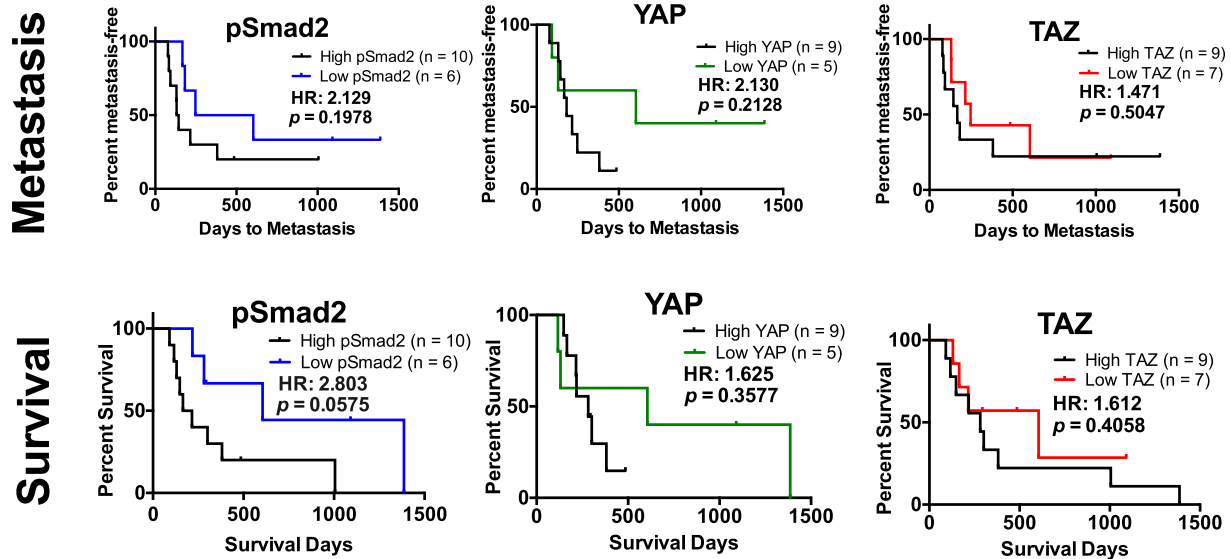 Metastasis
pSmad2
High pSmad2 (n = 10)
Low pSmad2 (n = 6)
HR: 2.129
p = 0.1978
Percent metastasis-free
100
50
0
0 500 1000 1500
Days to Metastasis
YAP
High YAP (n = 9)
Low YAP (n = 5)
HR: 2.130
p = 0.2128
Percent metastasis-free
100
50
0
0 500 1000 1500
Days to Metastasis
TAZ
High TAZ (n = 9)
Low TAZ (n = 7)
HR: 1.471
p = 0.5047
Percent metastasis-free
100
50
0
0 500 1000 1500
Days to Metastasis
Survival
pSmad2
High pSmad2 (n = 10)
Low pSmad2 (n = 6)
HR: 2.803
p = 0.0575
Percent Survival
100
50
0
0 500 1000 1500
Survival Days
YAP
High YAP (n = 9)
Low YAP (n = 5)
HR: 1.625
p = 0.3577
Percent Survival
100
50
0
0 500 1000 1500
Survival Days
TAZ
High TAZ (n = 9)
Low TAZ (n = 7)
HR: 1.612
p = 0.4058
Percent Survival
100
50
0
0 500 1000 1500
Survival Days